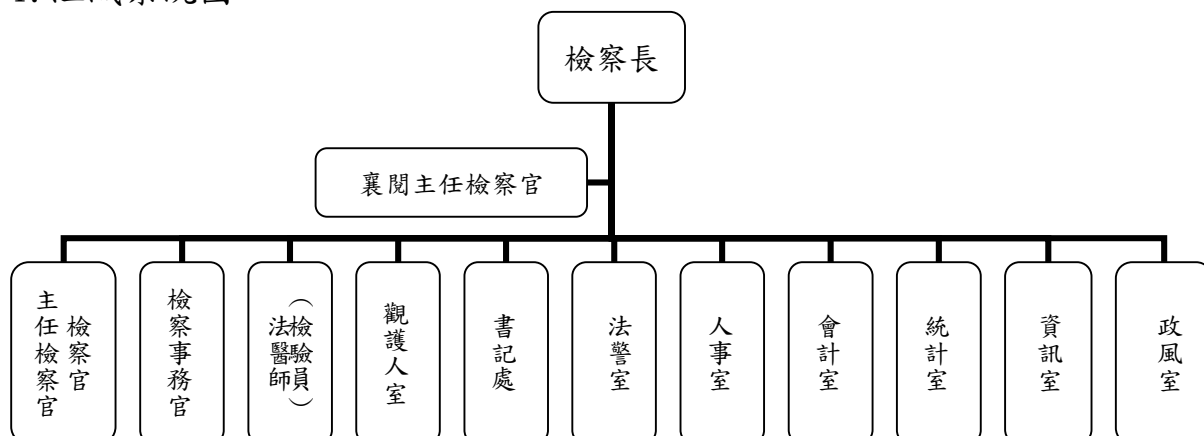 檢察長
襄閱主任檢察官
主任檢察官
檢察官
檢察事務官
法醫師
（檢驗員）
觀護人室
書記處
法警室
人事室
會計室
統計室
資訊室
政風室